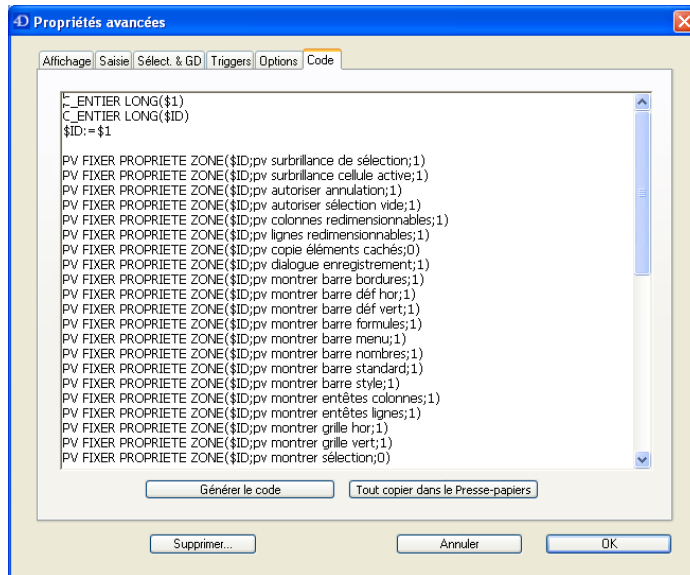 4D Propriétés avancées
Affichage Saisie Sélect. & GD Triggers Options Code
C_ENTIER LONG($1)
C_ENTIER LONG($ID)
$ID:=$1
PV FIXER PROPRIETE ZONE($ID;pv surbrillance de sélection;1)
PV FIXER PROPRIETE ZONE($ID;pv surbrillance cellule active;1)
PV FIXER PROPRIETE ZONE($ID;pv autoriser annulation;1)
PV FIXER PROPRIETE ZONE($ID;pv autoriser sélection vide;1)
PV FIXER PROPRIETE ZONE($ID;pv colonnes redimensionnables;1)
PV FIXER PROPRIETE ZONE($ID;pv lignes redimensionnables;1)
PV FIXER PROPRIETE ZONE($ID;pv copie éléments cachés;0)
PV FIXER PROPRIETE ZONE($ID;pv dialogue enregistrement;1)
PV FIXER PROPRIETE ZONE($ID;pv montrer barre bordures;1)
PV FIXER PROPRIETE ZONE($ID;pv montrer barre déf hor;1)
PV FIXER PROPRIETE ZONE($ID;pv montrer barre déf vert;1)
PV FIXER PROPRIETE ZONE($ID;pv montrer barre formules;1)
PV FIXER PROPRIETE ZONE($ID;pv montrer barre menu;1)
PV FIXER PROPRIETE ZONE($ID;pv montrer barre nombres;1)
PV FIXER PROPRIETE ZONE($ID;pv montrer barre standard;1)
PV FIXER PROPRIETE ZONE($ID;pv montrer barre style;1)
PV FIXER PROPRIETE ZONE($ID;pv montrer entêtes colonnes;1)
PV FIXER PROPRIETE ZONE($ID;pv montrer entêtes lignes;1)
PV FIXER PROPRIETE ZONE($ID;pv montrer grille hor;1)
PV FIXER PROPRIETE ZONE($ID;pv montrer grille vert;1)
PV FIXER PROPRIETE ZONE($ID;pv montrer sélection;0)
Générer le code Tout copier dans le Presse-papiers
Supprimer... Annuler OK